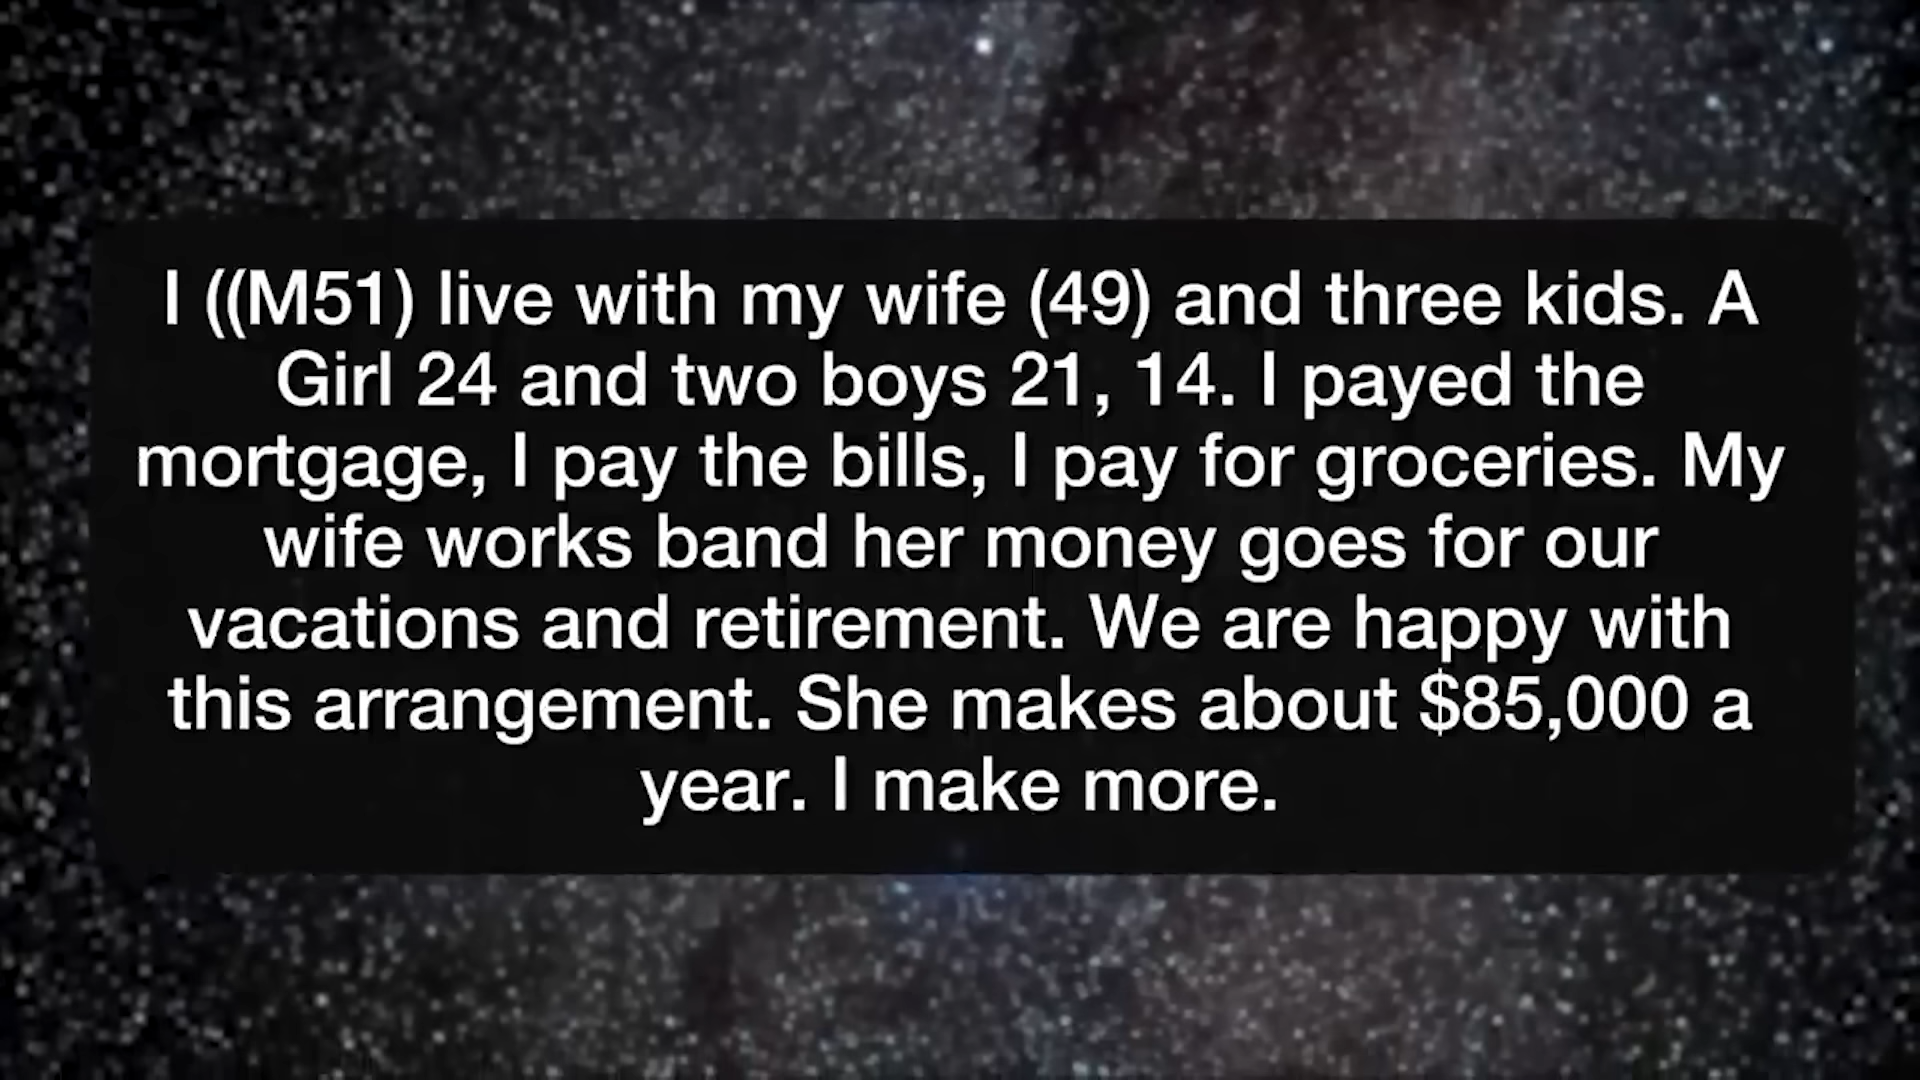 I ((M51) live with my wife (49) and three kids. A
Girl 24 and two boys 21, 14. I payed the
mortgage, I pay the bills, I pay for groceries. My
wife works band her money goes for our
vacations and retirement. We are happy with
this arrangement. She makes about $85,000 a
year. I make more.